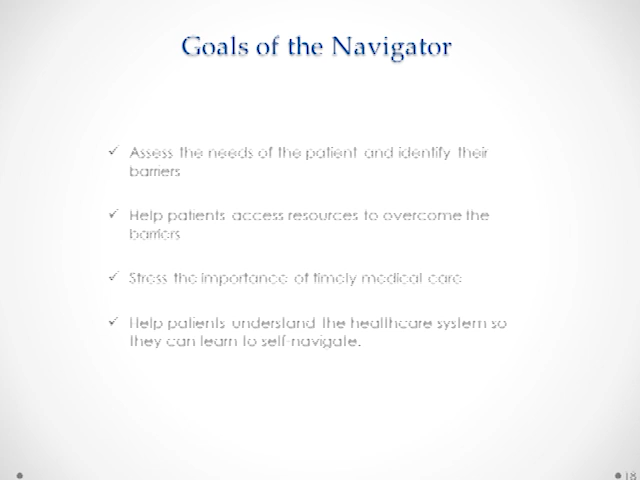 Goals of the Navigator
✓ Assess the needs of the patient and identify their
barriers
✓ Help patients access resources to overcome the
barriers
✓ Stress the importance of timely medical care
✓ Help patients understand the healthcare system so
they can learn to self-navigate.
18